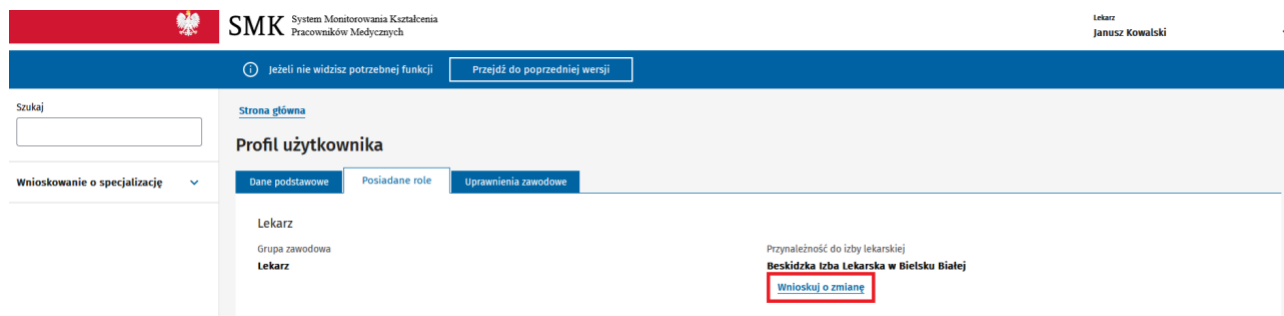 SMK System Monitorowania Kształcenia
Pracowników Medycznych
Lekarz
Janusz Kowalski
Jeżeli nie widzisz potrzebnej funkcji
Przejdź do poprzedniej wersji
Szukaj
Wnioskowanie o specjalizację
Strona główna
Profil użytkownika
Dane podstawowe
Posiadane role
Uprawnienia zawodowe
Lekarz
Grupa zawodowa
Lekarz
Przynależność do izby lekarskiej
Beskidzka Izba Lekarska w Bielsku Białej
Wnioskuj o zmianę